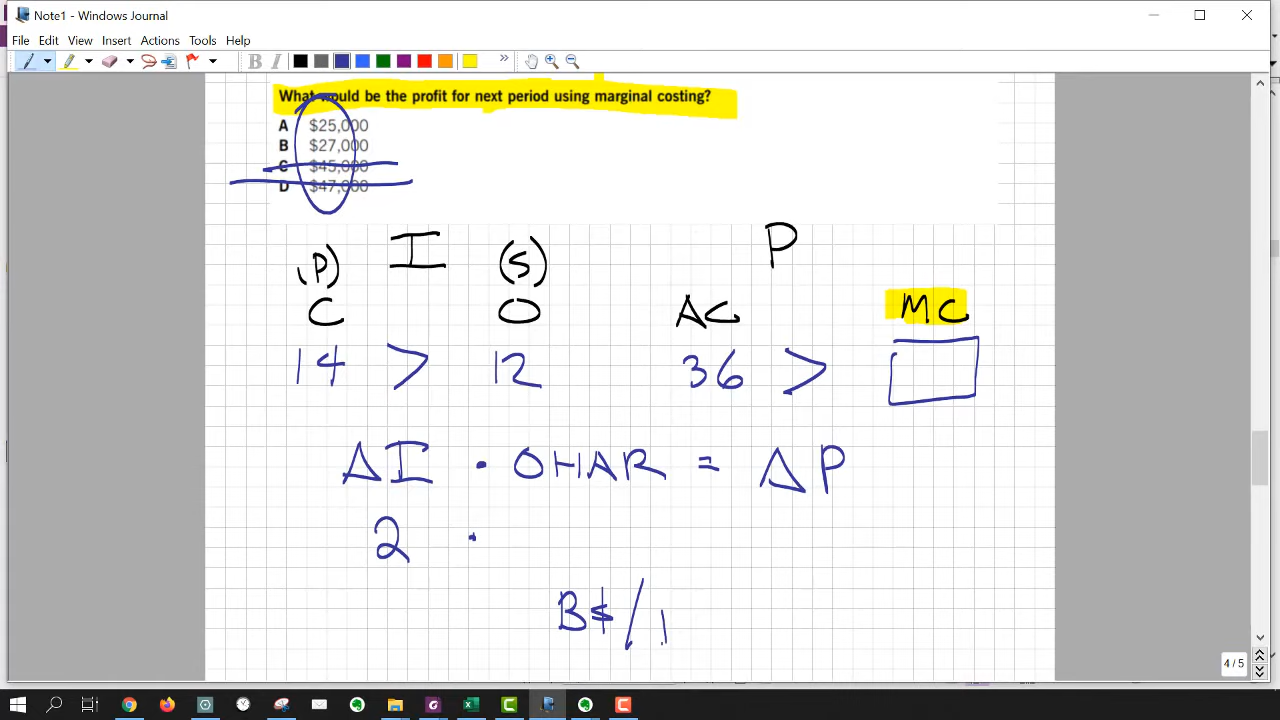 Note1 - Windows Journal
File Edit View Insert Actions Tools Help
B I »
What would be the profit for next period using marginal costing?
A $25,000
B $27,000
C $45,000
D $47,000
(P) I (S) P
C O AC MC
14 > 12 36 >
ΔI · OHAR = ΔP
2 ·
B$/
4 / 5